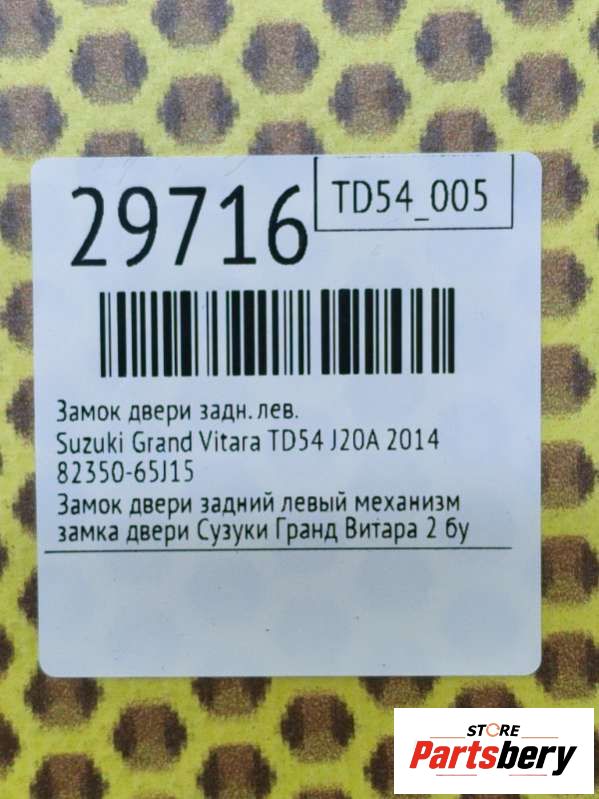 29716
TD54_005
Замок двери задн. лев.
Suzuki Grand Vitara TD54 J20A 2014
82350-65J15
Замок двери задний левый механизм
замка двери Сузуки Гранд Витара 2 бу
STORE
Partsbery